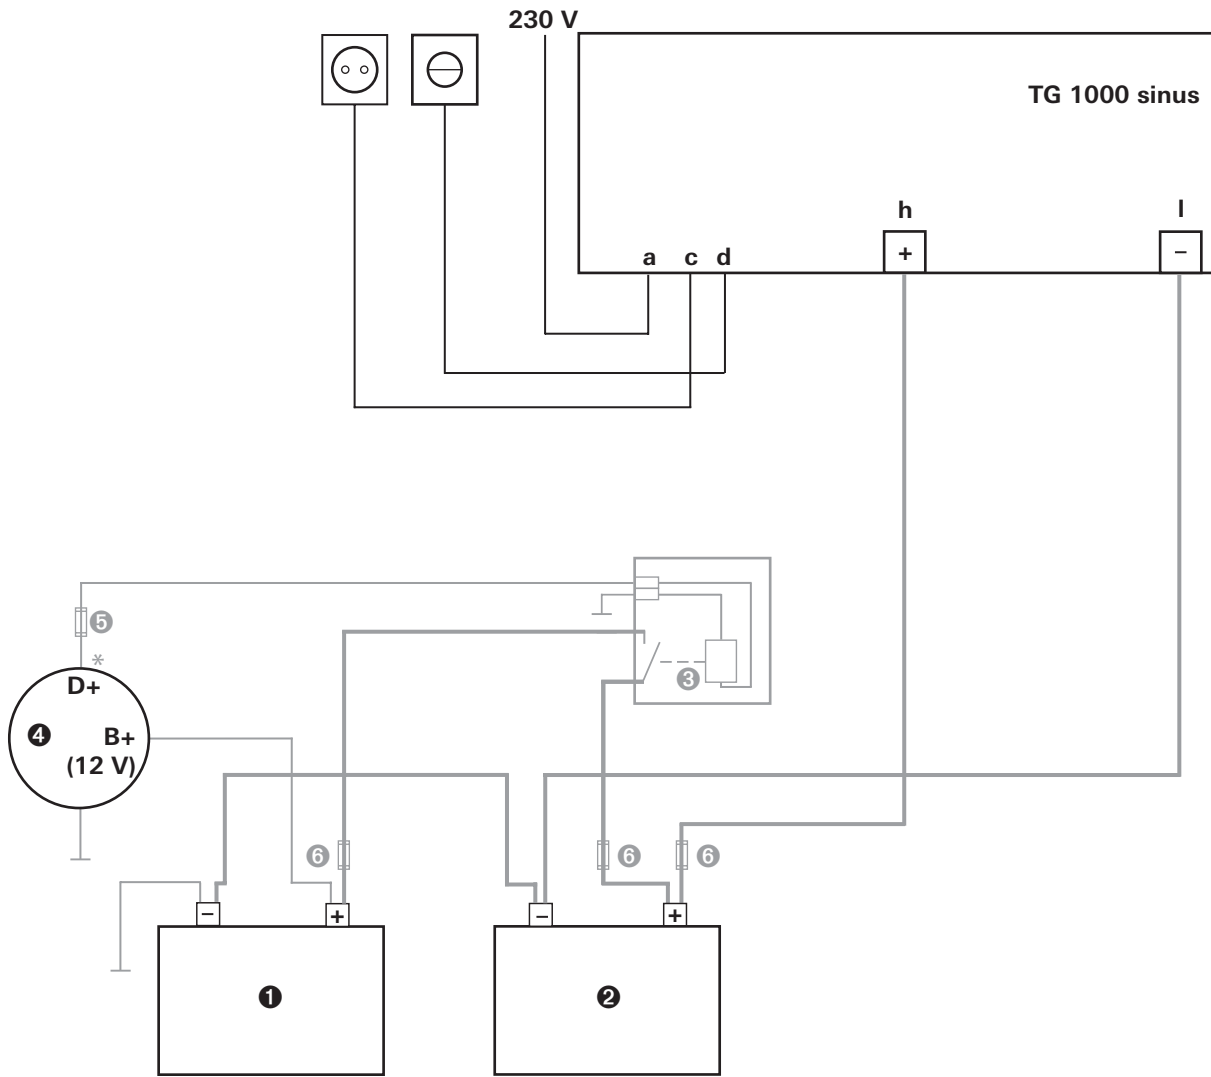 230 V
TG 1000 sinus
h
l
+
−
a c d
❺
*
D+
❸
❹
B+
(12 V)
❻
❻
❻
−
+
−
+
❶
❷